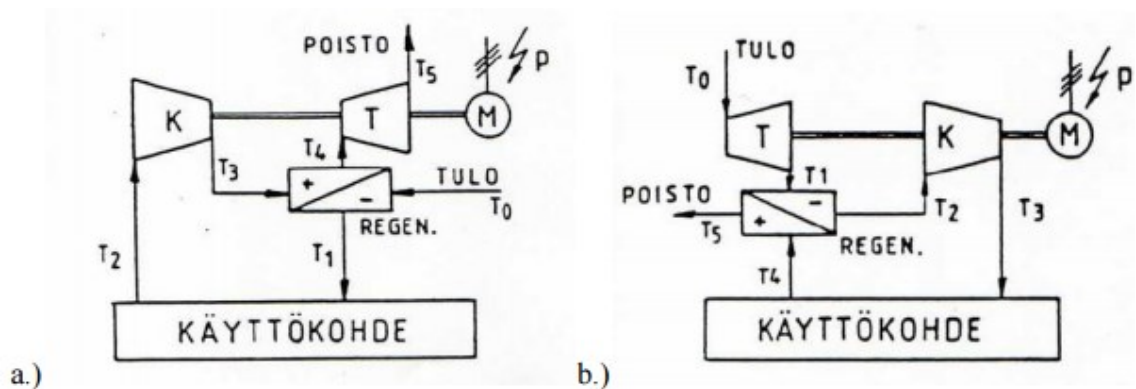 POISTO
T5
P
K
T
M
T4
T3
+
-
TULO
T0
REGEN.
T2
T1
KÄYTTÖKOHDE
a.)
TULO
T0
P
T
K
M
T1
POISTO
-
+
T5
REGEN.
T2
T3
T4
KÄYTTÖKOHDE
b.)